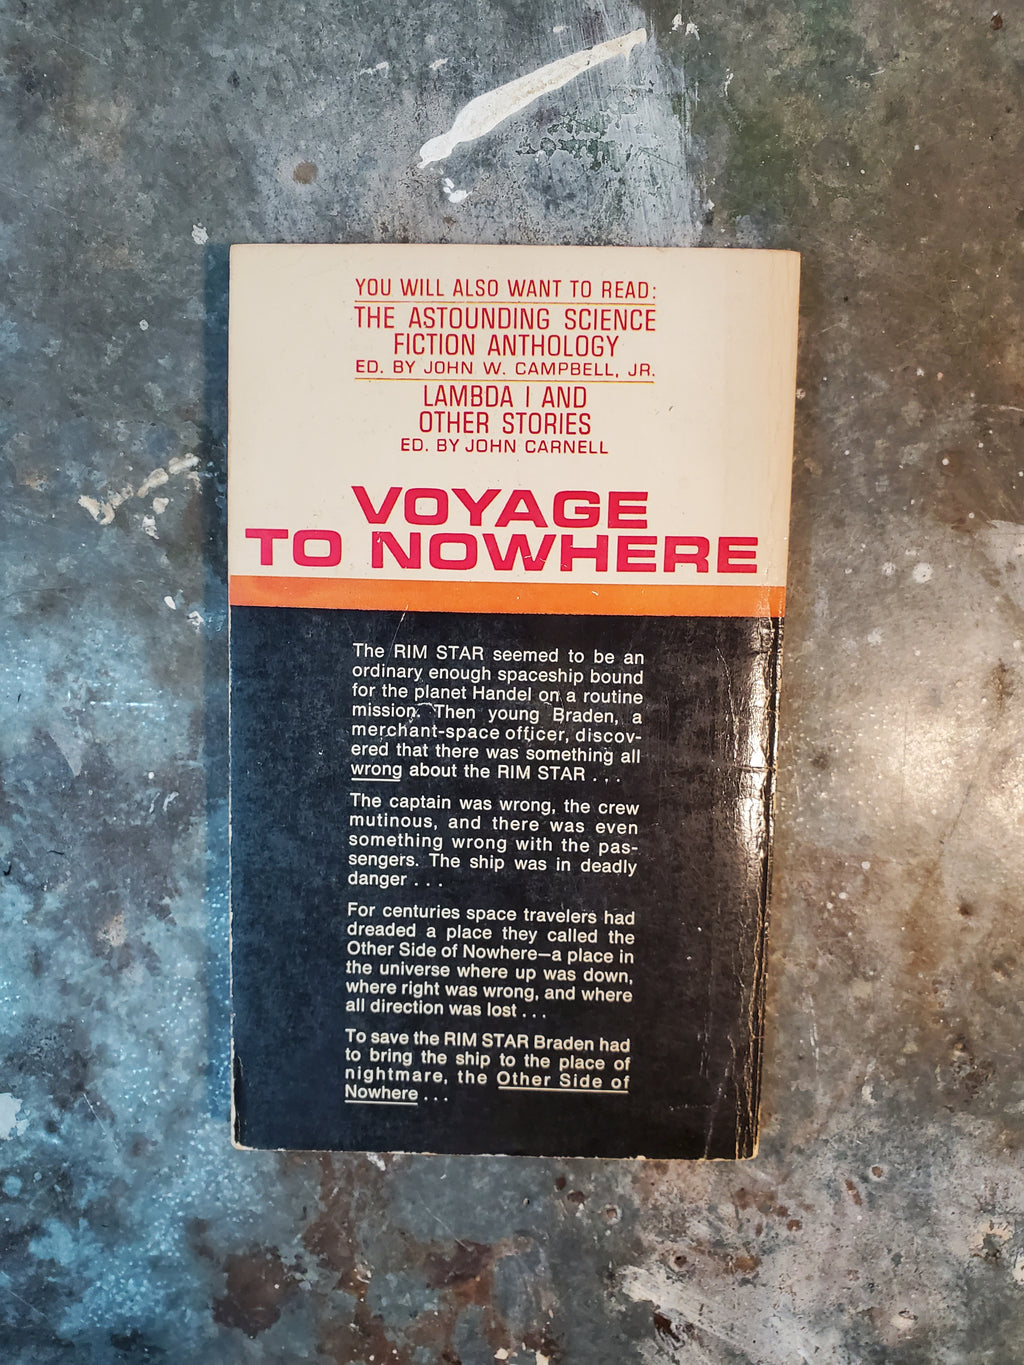 YOU WILL ALSO WANT TO READ:
THE ASTOUNDING SCIENCE
FICTION ANTHOLOGY
ED. BY JOHN W. CAMPBELL, JR.
LAMBDA I AND
OTHER STORIES
ED. BY JOHN CARNELL
VOYAGE
TO NOWHERE
The RIM STAR seemed to be an
ordinary enough spaceship bound
for the planet Handel on a routine
mission. Then young Braden, a
merchant-space officer, discov-
ered that there was something all
wrong about the RIM STAR . . .
The captain was wrong, the crew
mutinous, and there was even
something wrong with the pas-
sengers. The ship was in deadly
danger . . .
For centuries space travelers had
dreaded a place they called the
Other Side of Nowhere—a place in
the universe where up was down,
where right was wrong, and where
all direction was lost . . .
To save the RIM STAR Braden had
to bring the ship to the place of
nightmare, the Other Side of
Nowhere . . .